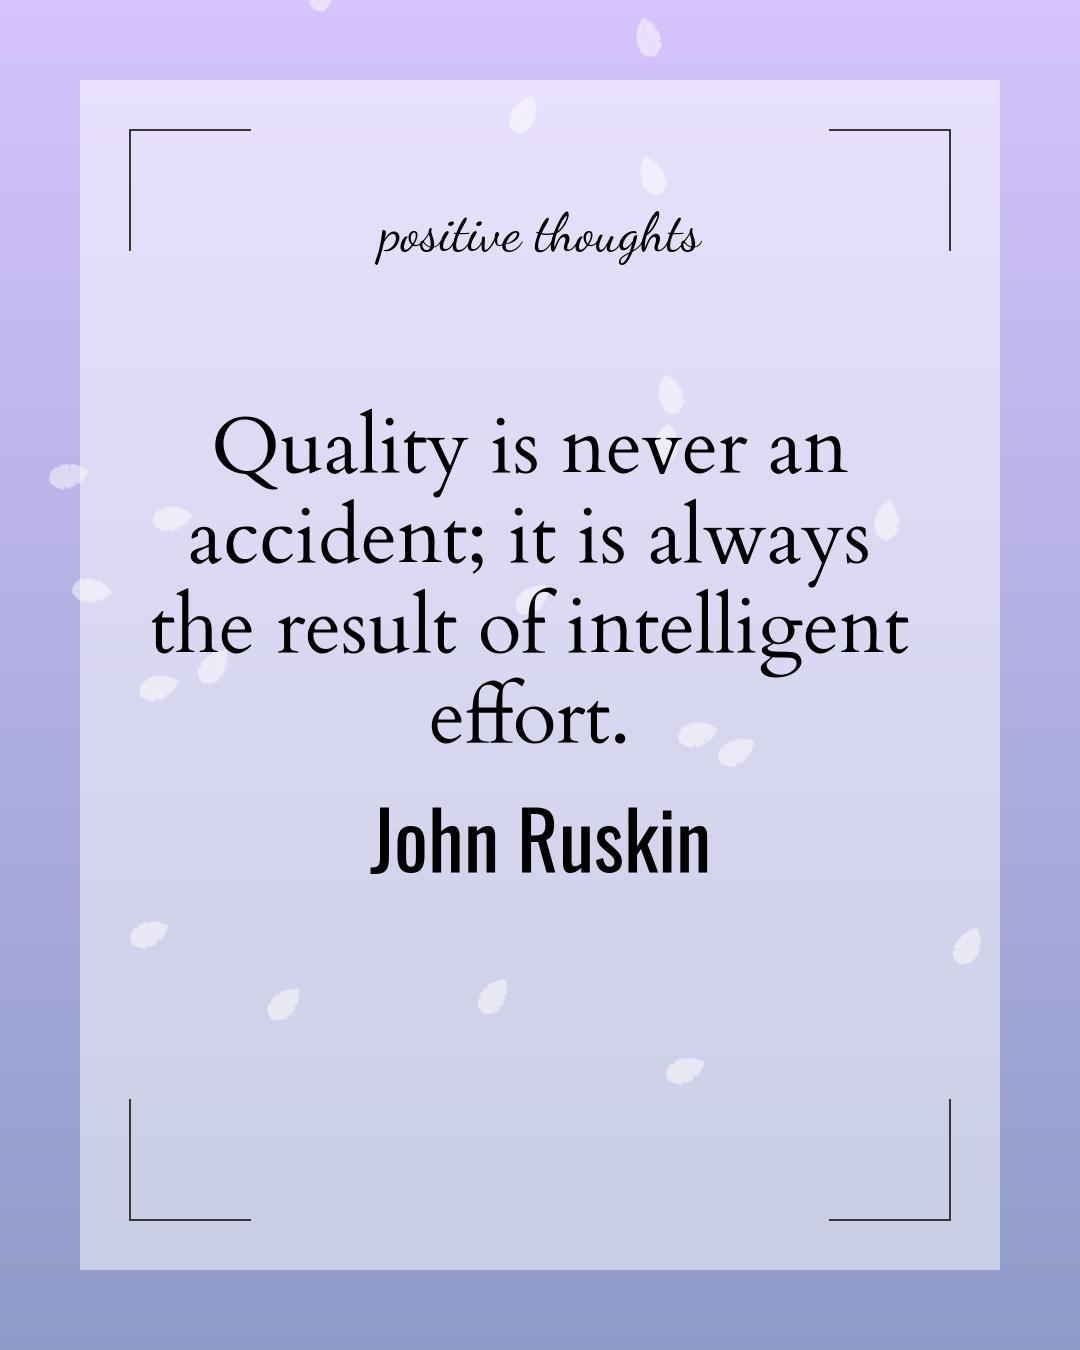 positive thoughts
Quality is never an
accident; it is always
the result of intelligent
effort.
John Ruskin